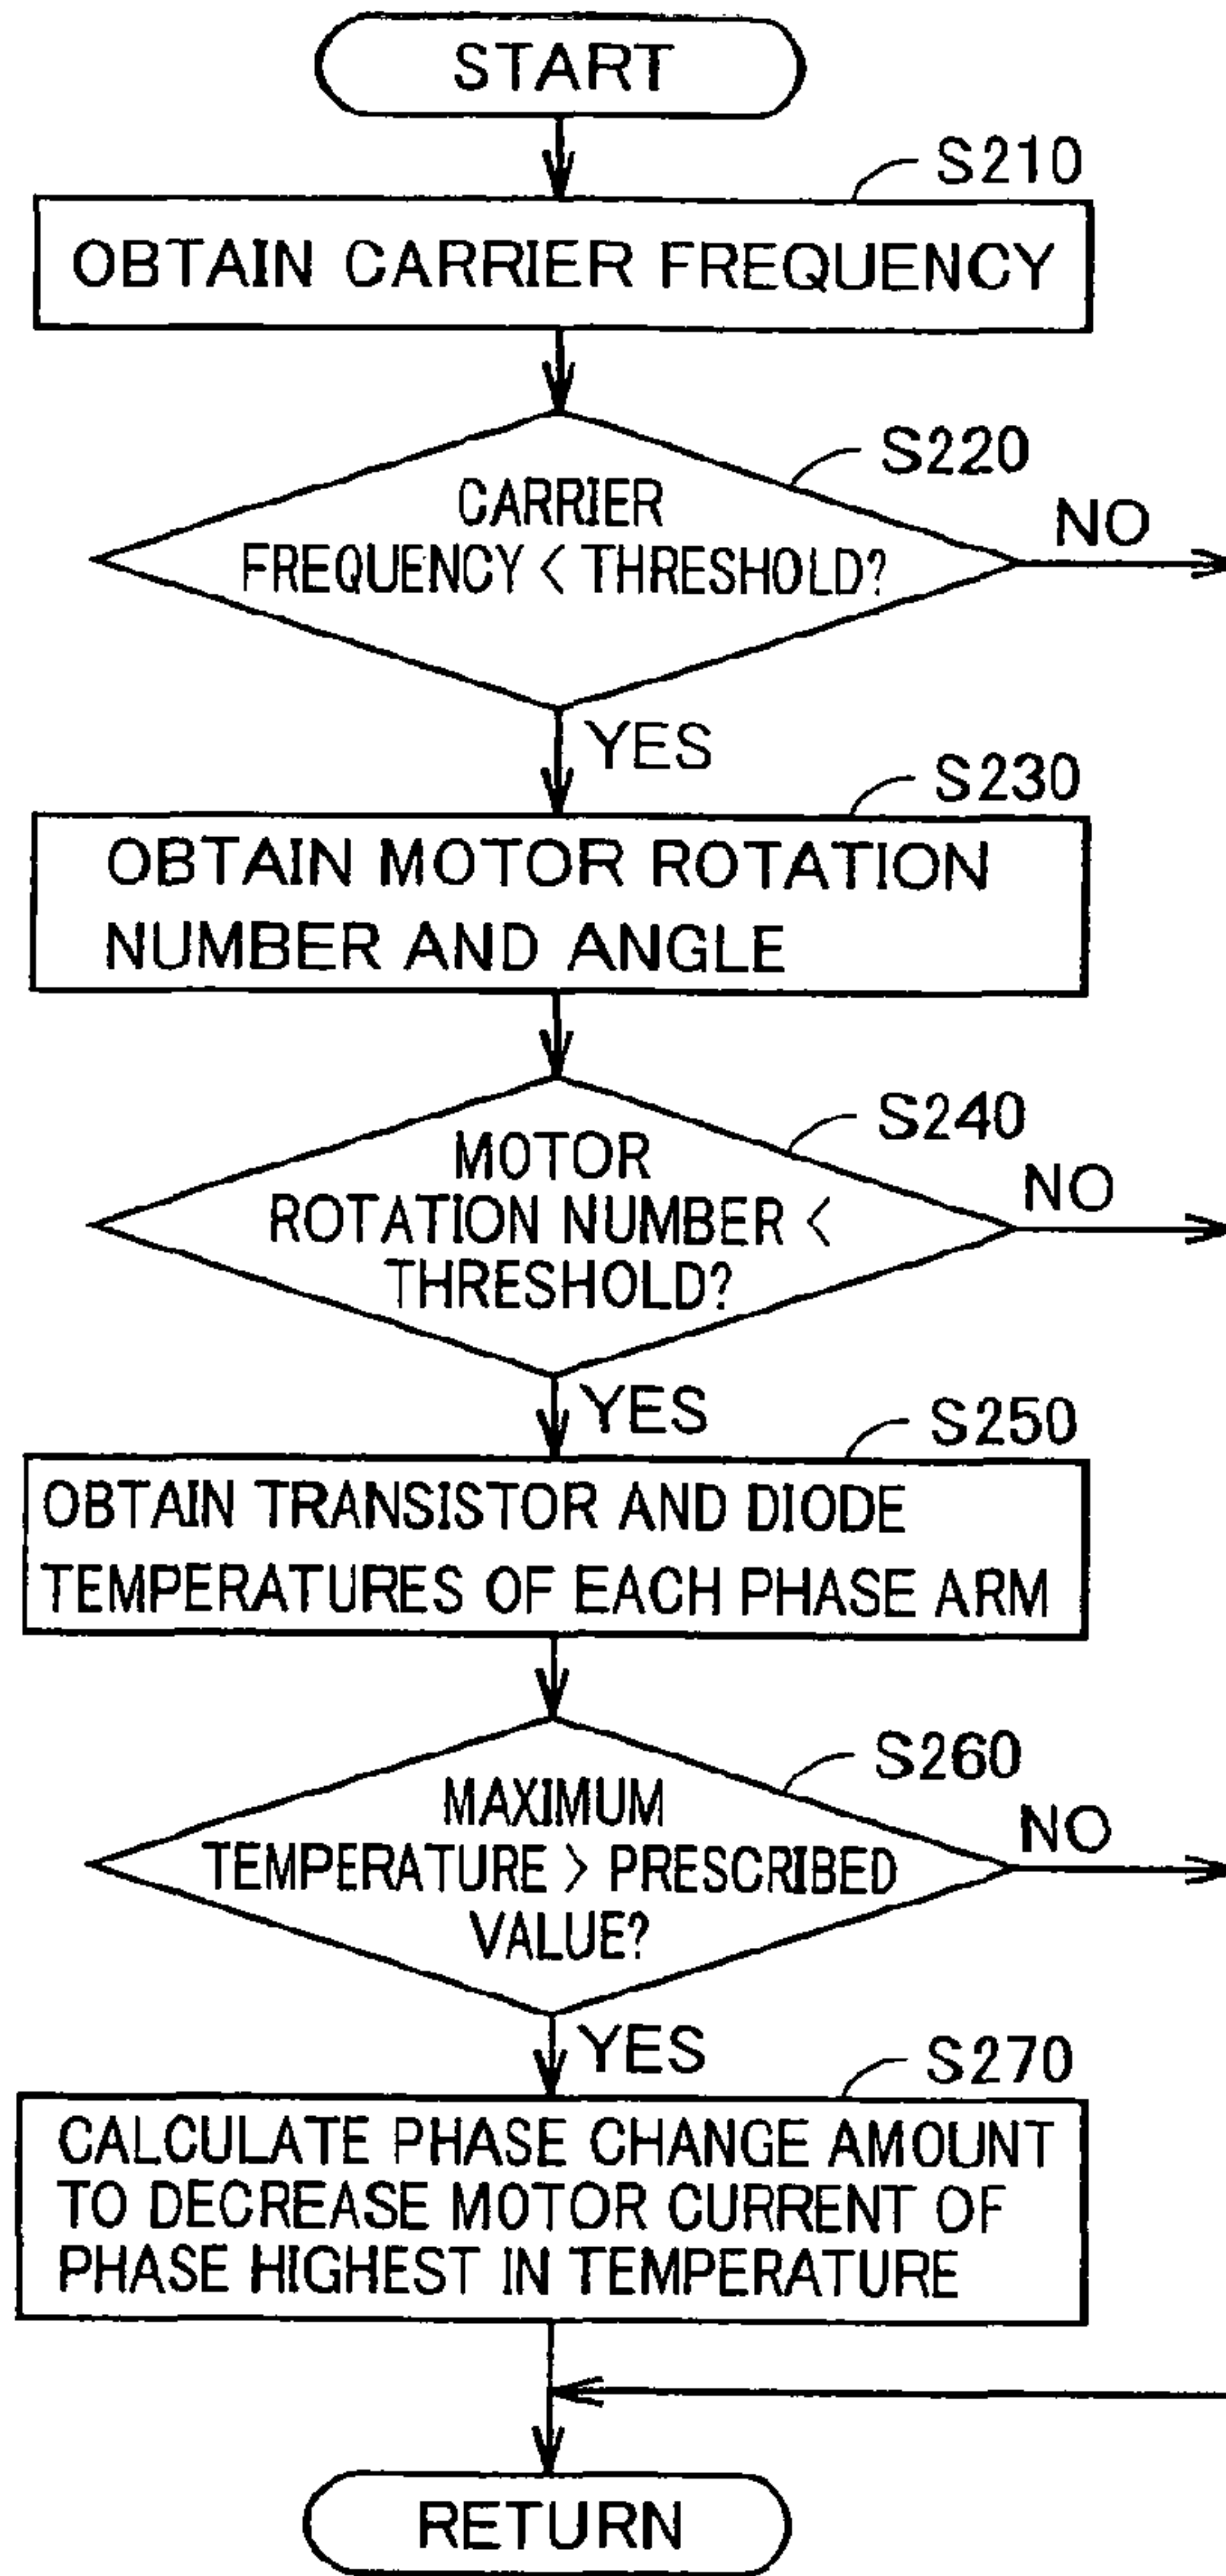 START
S210
OBTAIN CARRIER FREQUENCY
S220
CARRIER
FREQUENCY < THRESHOLD?
NO
YES
S230
OBTAIN MOTOR ROTATION
NUMBER AND ANGLE
S240
MOTOR
ROTATION NUMBER <
THRESHOLD?
NO
YES
S250
OBTAIN TRANSISTOR AND DIODE
TEMPERATURES OF EACH PHASE ARM
S260
MAXIMUM
TEMPERATURE > PRESCRIBED
VALUE?
NO
YES
S270
CALCULATE PHASE CHANGE AMOUNT
TO DECREASE MOTOR CURRENT OF
PHASE HIGHEST IN TEMPERATURE
RETURN